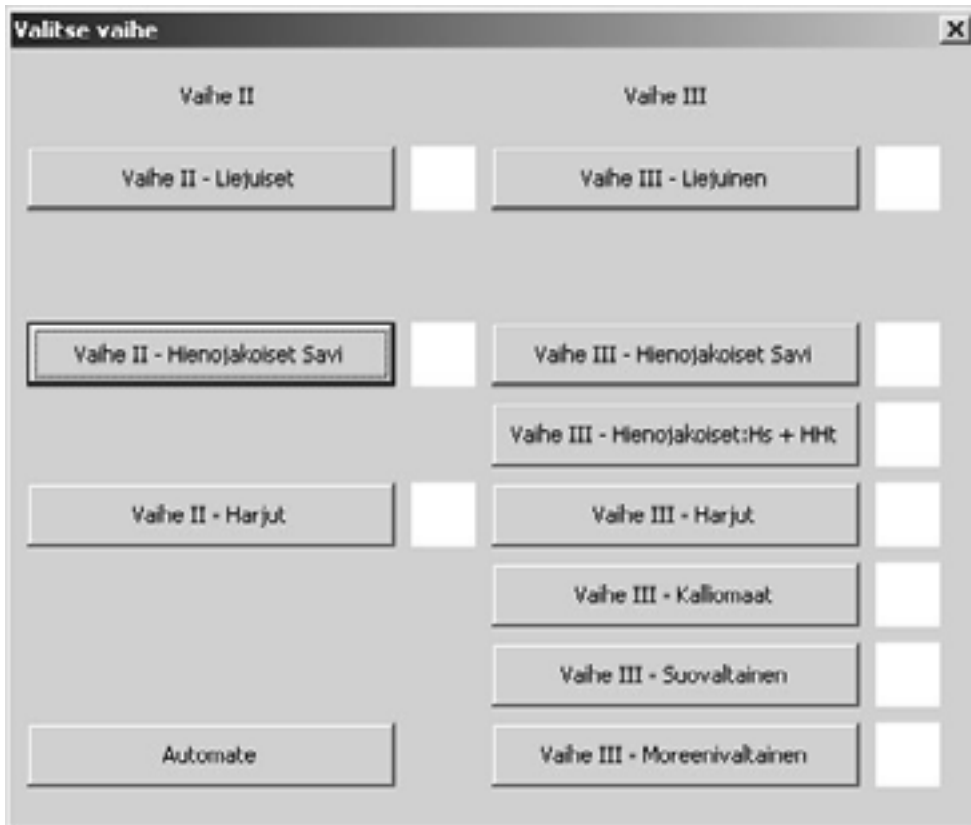 Valitse vaihe
Vaihe II
Vaihe III
Vaihe II - Liejuiset
Vaihe III - Liejuinen
Vaihe II - Hienojakoiset Savi
Vaihe III - Hienojakoiset Savi
Vaihe III - Hienojakoiset:Hs + HHt
Vaihe II - Harjut
Vaihe III - Harjut
Vaihe III - Kalliomaat
Vaihe III - Suovaltainen
Automate
Vaihe III - Moreenivaltainen